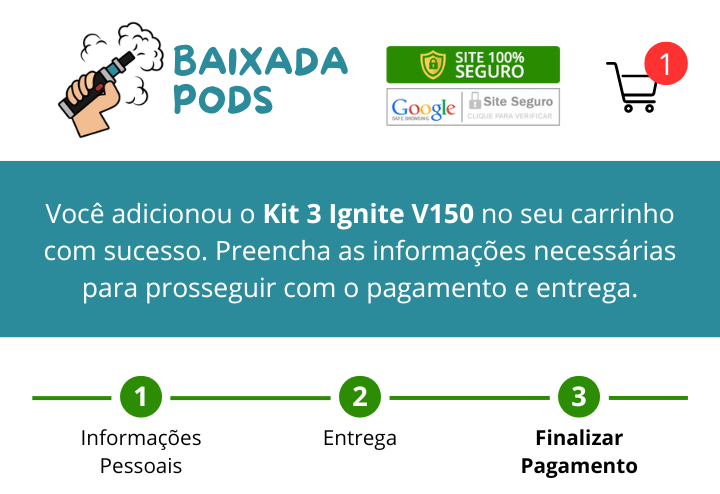 BAIXADA
PODS
SITE 100%
SEGURO
Google
SAFE BROWSING
Site Seguro
CLIQUE PARA VERIFICAR
1
Você adicionou o Kit 3 Ignite V150 no seu carrinho
com sucesso. Preencha as informações necessárias
para prosseguir com o pagamento e entrega.
1
2
3
Informações
Pessoais
Entrega
Finalizar
Pagamento